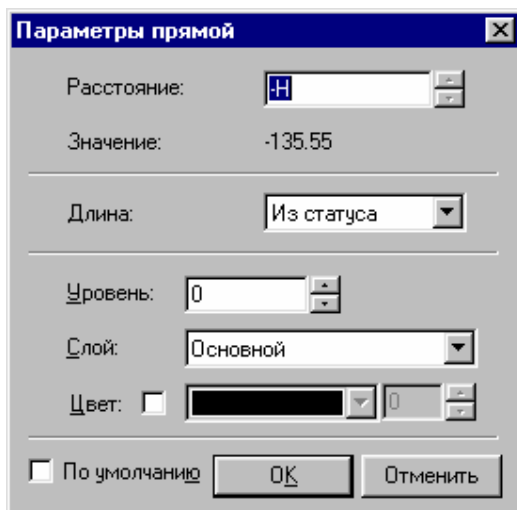 Параметры прямой
Расстояние: -H
Значение: -135.55
Длина: Из статуса
Уровень: 0
Слой: Основной
Цвет: 0
По умолчанию OK Отменить